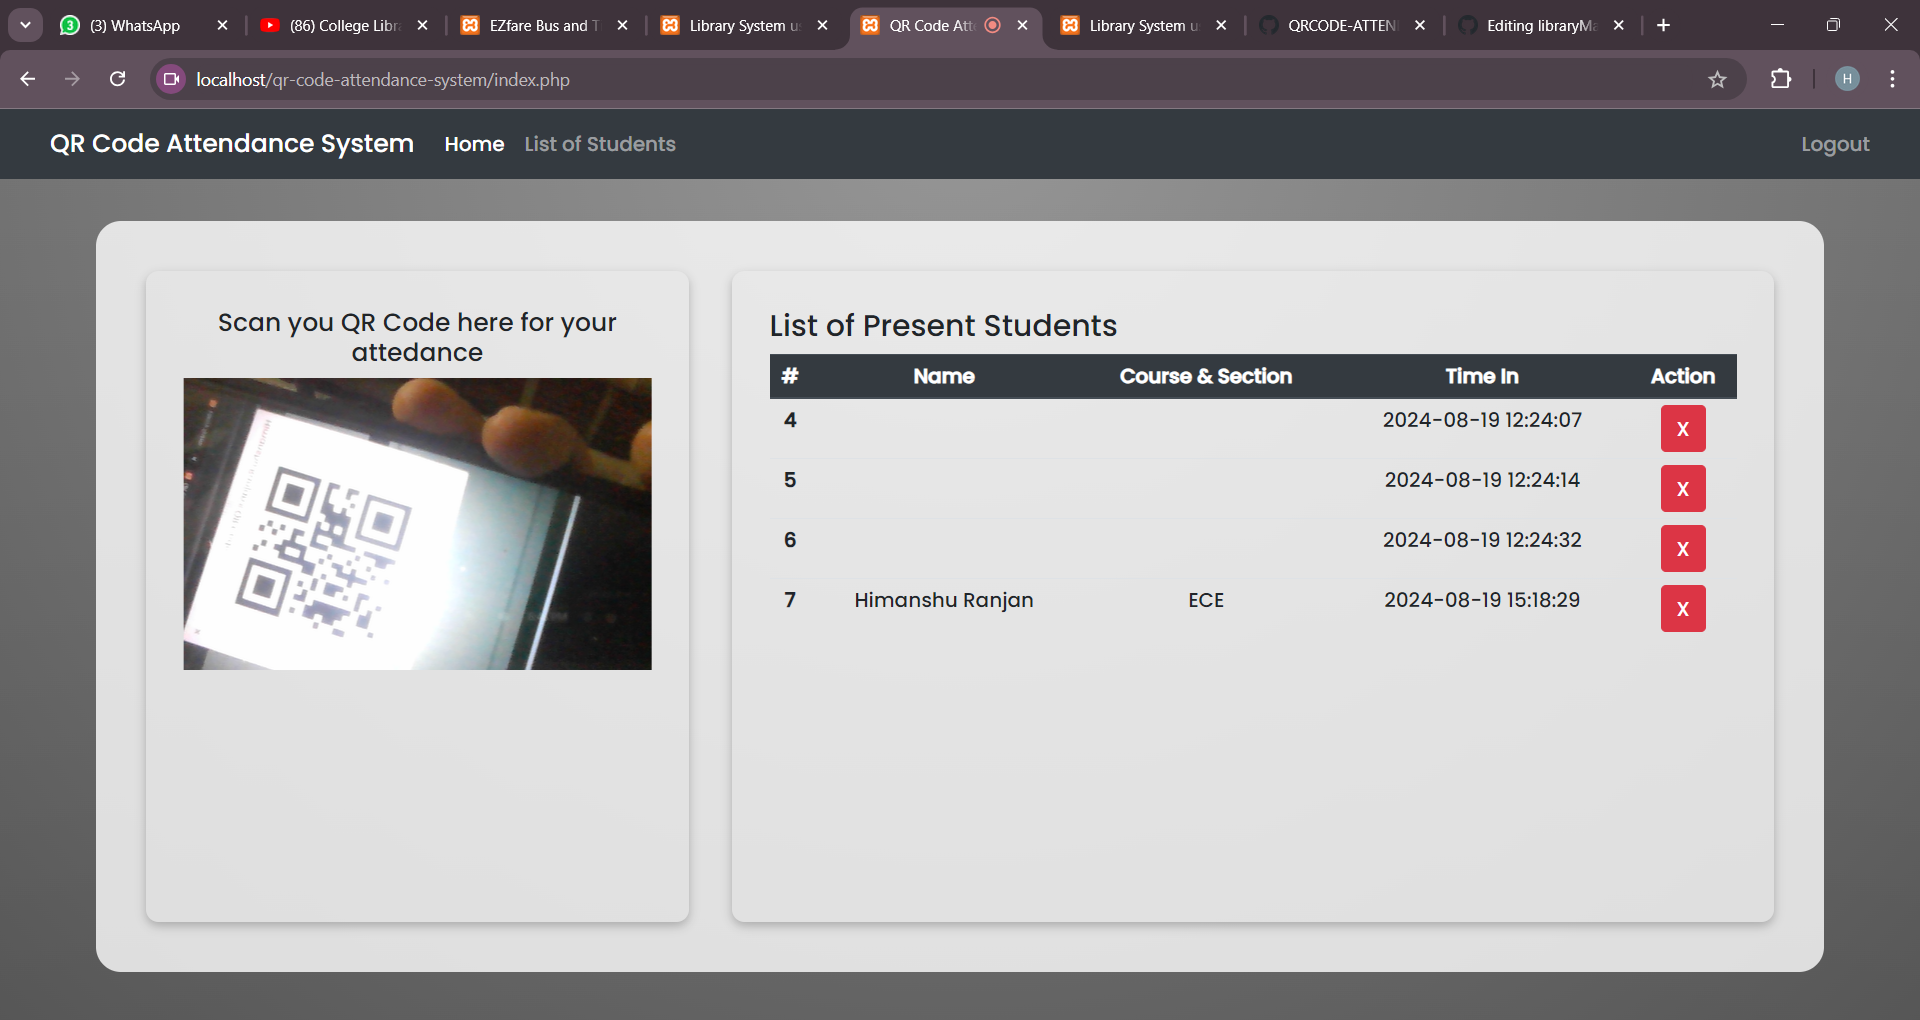 3 (3) WhatsApp
(86) College Libra
EZfare Bus and T
Library System u
QR Code Att
Library System u
QRCODE-ATTEN
Editing libraryMa
localhost/qr-code-attendance-system/index.php
H
QR Code Attendance System Home List of Students Logout
Scan you QR Code here for your
attedance
List of Present Students
# Name Course & Section Time In Action
4 2024-08-19 12:24:07 X
5 2024-08-19 12:24:14 X
6 2024-08-19 12:24:32 X
7 Himanshu Ranjan ECE 2024-08-19 15:18:29 X